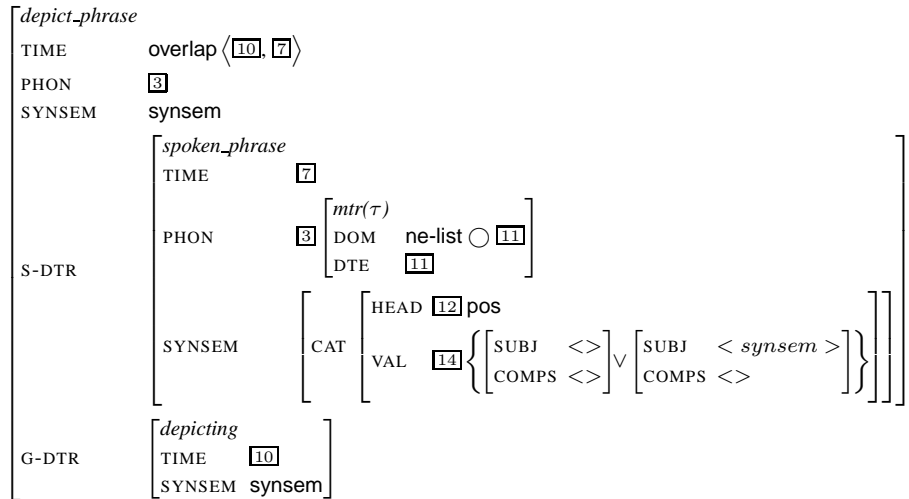 depict_phrase
TIME overlap ⟨10, 7⟩
PHON 3
SYNSEM synsem
spoken_phrase
TIME 7
mtr(τ)
PHON 3 DOM ne-list ◯ 11
DTE 11
S-DTR
HEAD 12 pos
SYNSEM CAT VAL 14 { [SUBJ <> ∨ [SUBJ < synsem >
COMPS <>] COMPS <>] }
depicting
G-DTR TIME 10
SYNSEM synsem